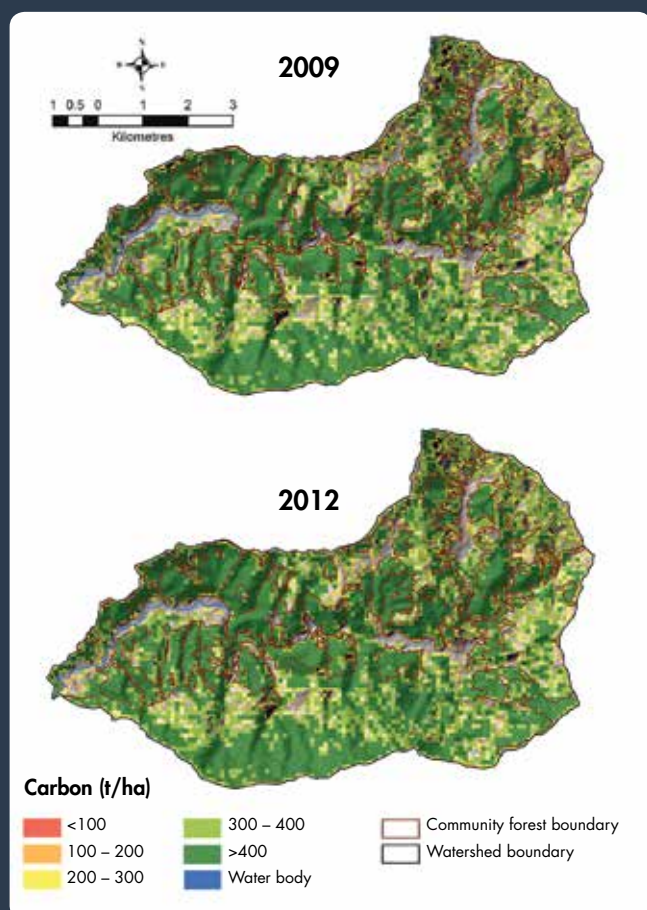 2009
1 0.5 0 1 2 3
Kilometres
2012
Carbon (t/ha)
<100
100 – 200
200 – 300
300 – 400
>400
Water body
Community forest boundary
Watershed boundary